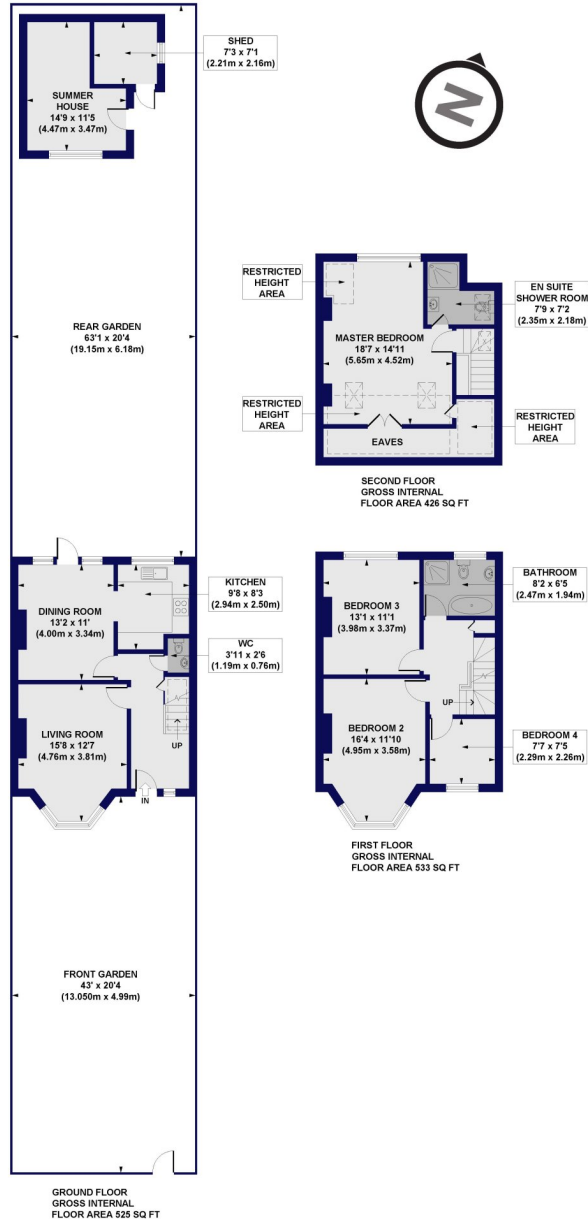 SHED
7'3 x 7'1
(2.21m x 2.16m)
SUMMER
HOUSE
14'9 x 11'5
(4.47m x 3.47m)
N
REAR GARDEN
63'1 x 20'4
(19.15m x 6.18m)
RESTRICTED
HEIGHT
AREA
EN SUITE
SHOWER ROOM
7'9 x 7'2
(2.35m x 2.18m)
MASTER BEDROOM
18'7 x 14'11
(5.65m x 4.52m)
RESTRICTED
HEIGHT
AREA
EAVES
RESTRICTED
HEIGHT
AREA
SECOND FLOOR
GROSS INTERNAL
FLOOR AREA 426 SQ FT
DINING ROOM
13'2 x 11'
(4.00m x 3.34m)
KITCHEN
9'8 x 8'3
(2.94m x 2.50m)
WC
3'11 x 2'6
(1.19m x 0.76m)
LIVING ROOM
15'8 x 12'7
(4.76m x 3.81m)
UP
IN
BATHROOM
8'2 x 6'5
(2.47m x 1.94m)
BEDROOM 3
13'1 x 11'1
(3.98m x 3.37m)
UP
BEDROOM 2
16'4 x 11'10
(4.95m x 3.58m)
BEDROOM 4
7'7 x 7'5
(2.29m x 2.26m)
FIRST FLOOR
GROSS INTERNAL
FLOOR AREA 533 SQ FT
FRONT GARDEN
43' x 20'4
(13.050m x 4.99m)
GROUND FLOOR
GROSS INTERNAL
FLOOR AREA 525 SQ FT